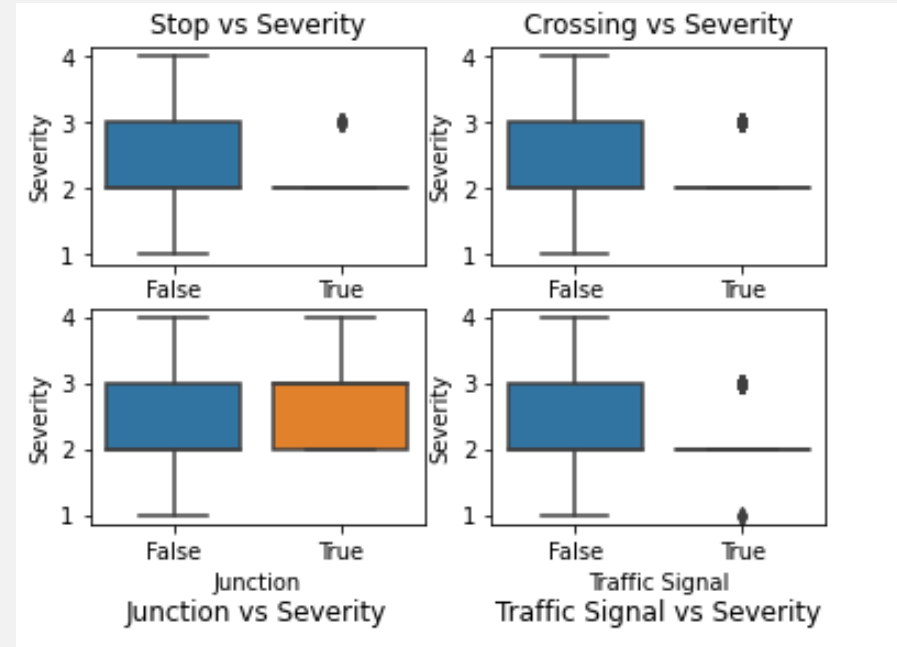 Stop vs Severity
Crossing vs Severity
4
3
2
1
Severity
False
True
4
3
2
1
Severity
False
True
4
3
2
1
Severity
False
True
Junction
Junction vs Severity
4
3
2
1
Severity
False
True
Traffic Signal
Traffic Signal vs Severity